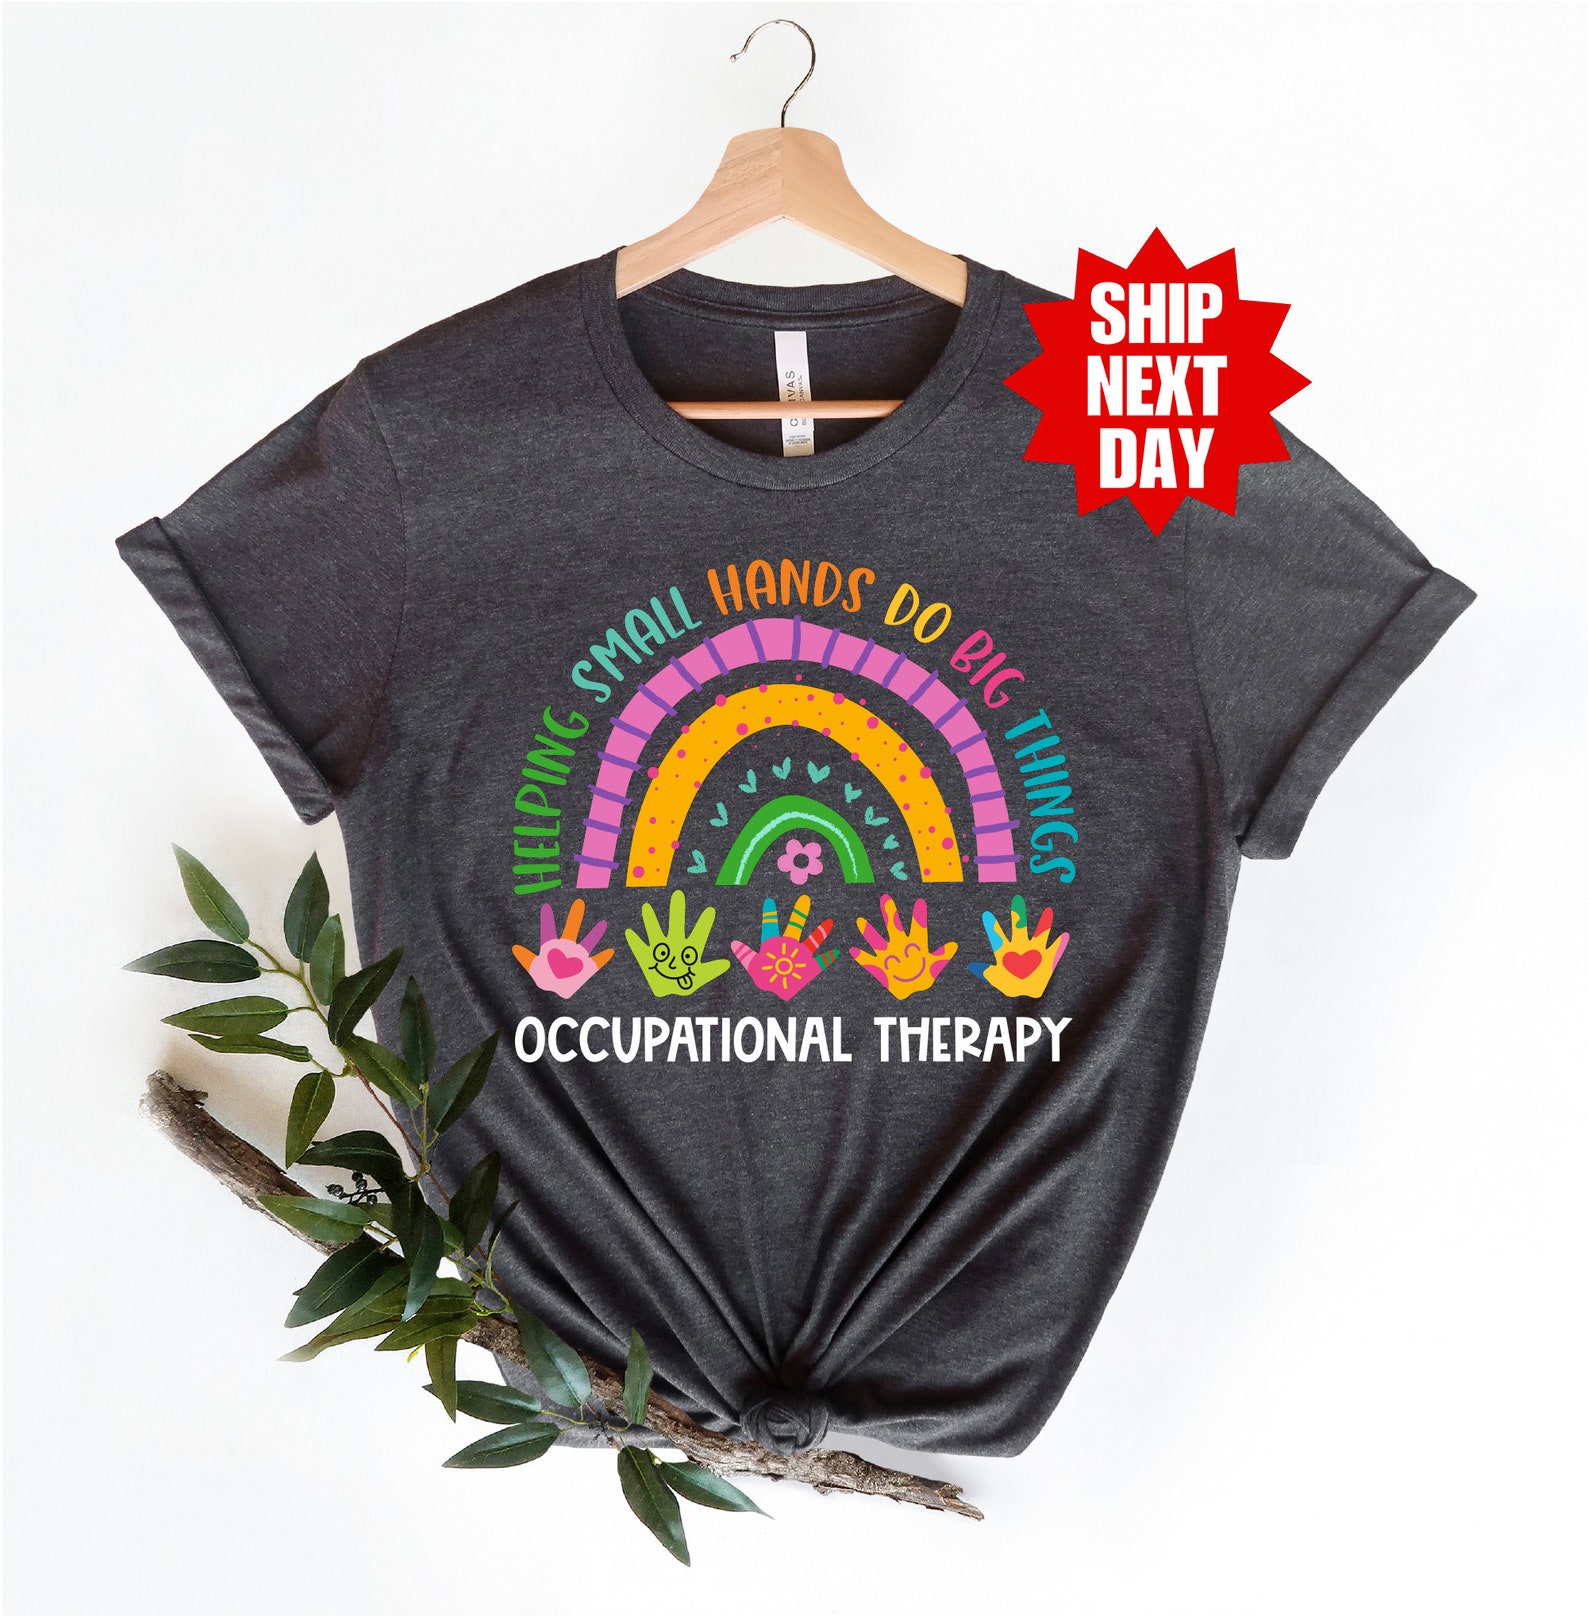 SHIP
NEXT
DAY
HELPING SMALL HANDS DO BIG THINGS
OCCUPATIONAL THERAPY